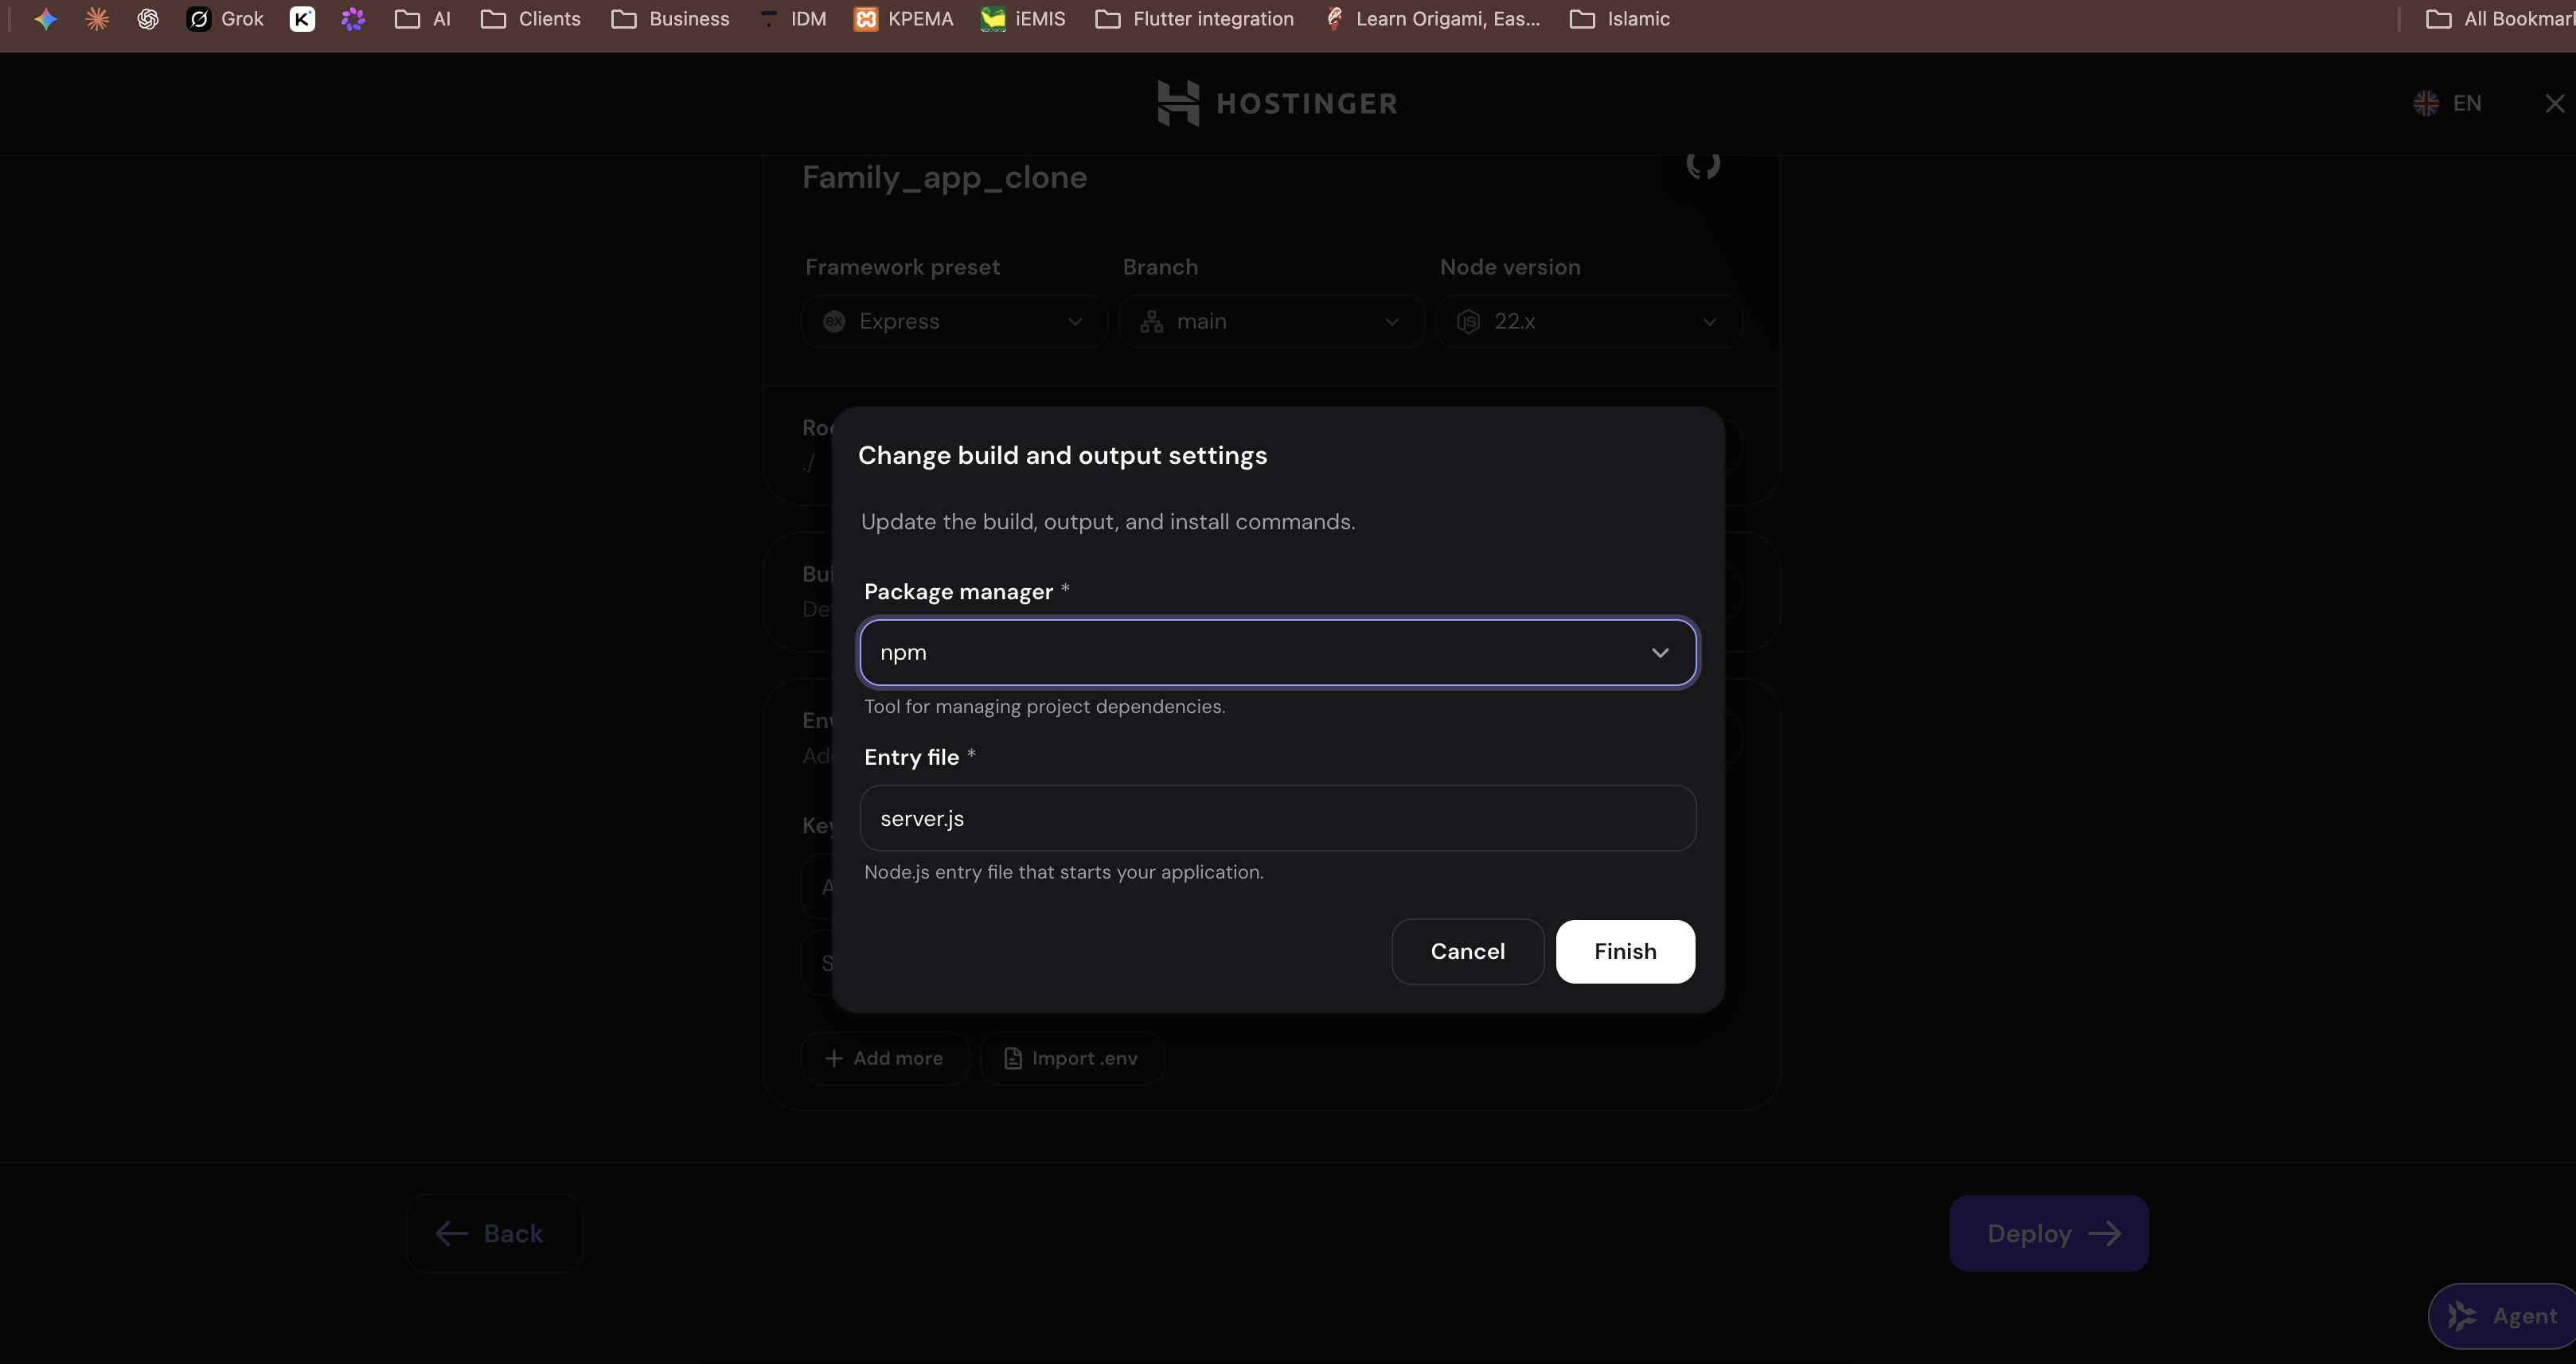 Grok AI Clients Business IDM KPEMA iEMIS Flutter integration Learn Origami, Eas... Islamic All Bookmar
HOSTINGER EN
Family_app_clone
Framework preset Branch Node version
Express main 22.x
./
Change build and output settings
Update the build, output, and install commands.
Package manager *
npm
Tool for managing project dependencies.
Entry file *
server.js
Node.js entry file that starts your application.
Cancel Finish
Add more Import .env
Back Deploy
Agent